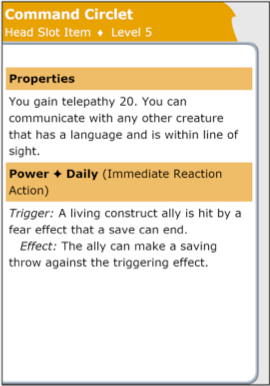 Command Circlet
Head Slot Item ♦ Level 5
Properties
You gain telepathy 20. You can
communicate with any other creature
that has a language and is within line of
sight.
Power ✦ Daily (Immediate Reaction
Action)
Trigger: A living construct ally is hit by a
fear effect that a save can end.
Effect: The ally can make a saving
throw against the triggering effect.